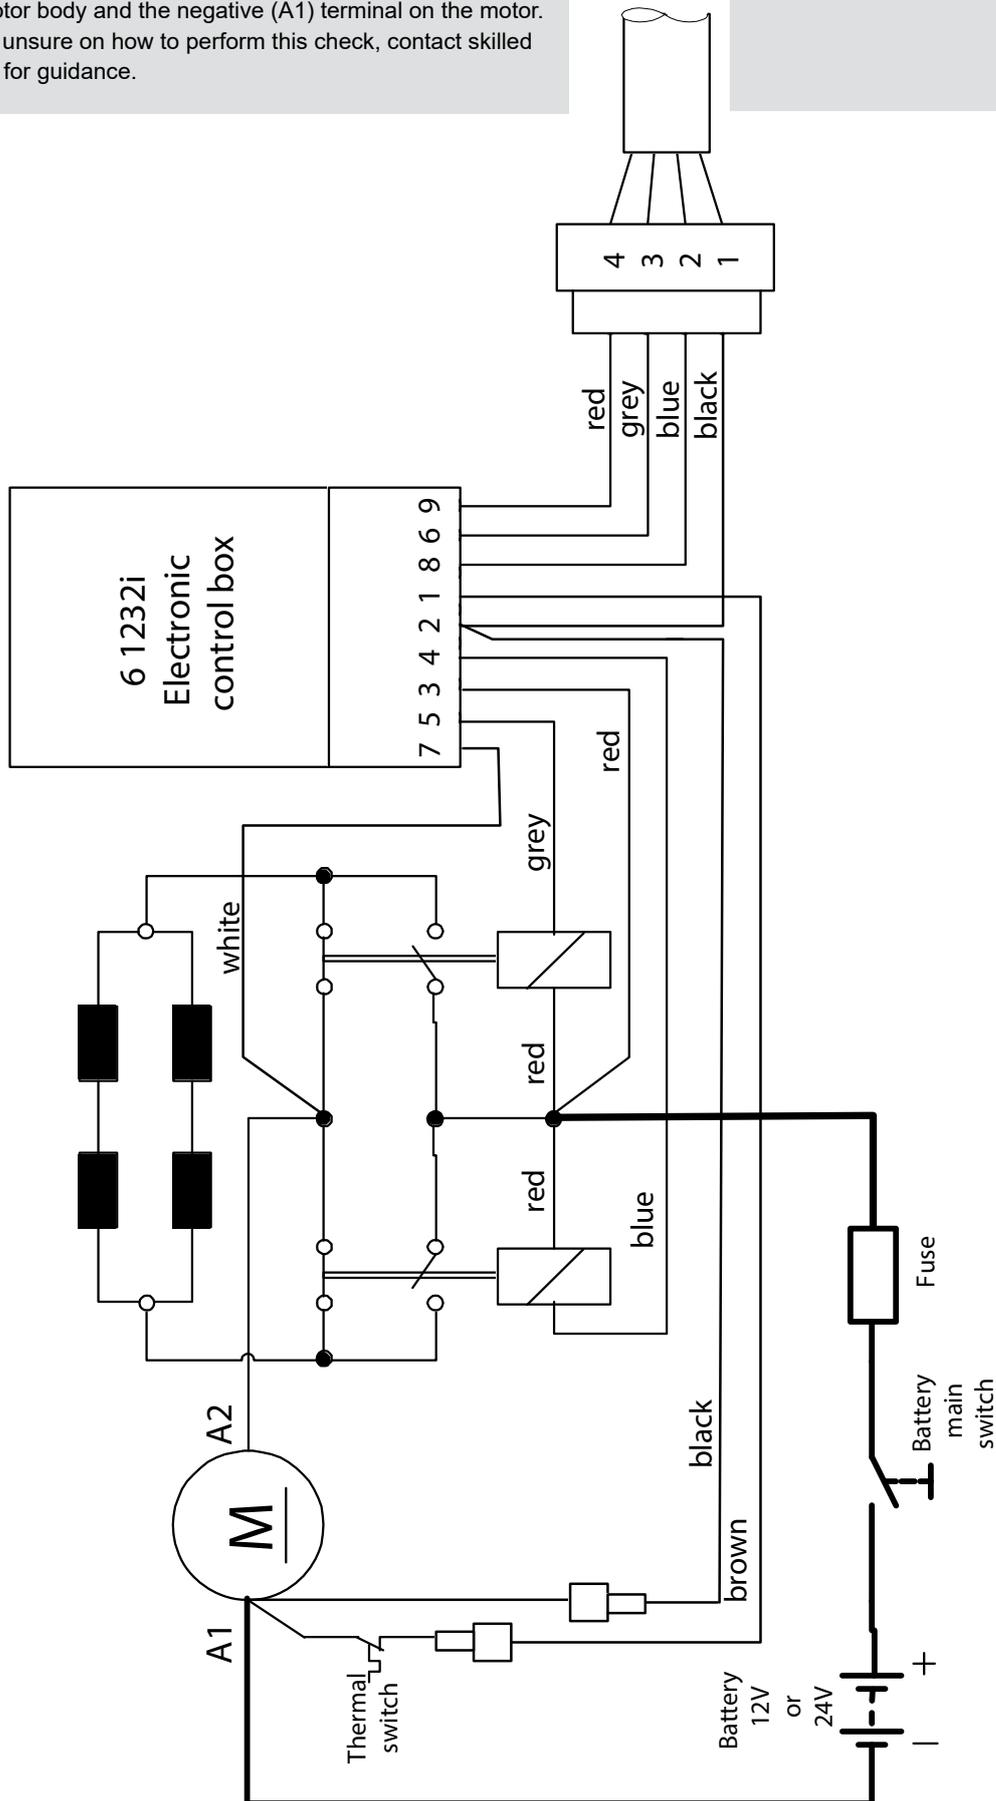 otor body and the negative (A1) terminal on the motor.
unsure on how to perform this check, contact skilled
for guidance.
4
3
2
1
red
grey
blue
black
6 1232i
Electronic
control box
7 5 3 4 2 1 8 6 9
white
grey
red
red
red
blue
black
brown
A2
M
A1
Thermal
switch
Fuse
Battery
main
switch
Battery
12V
or
24V
+
–